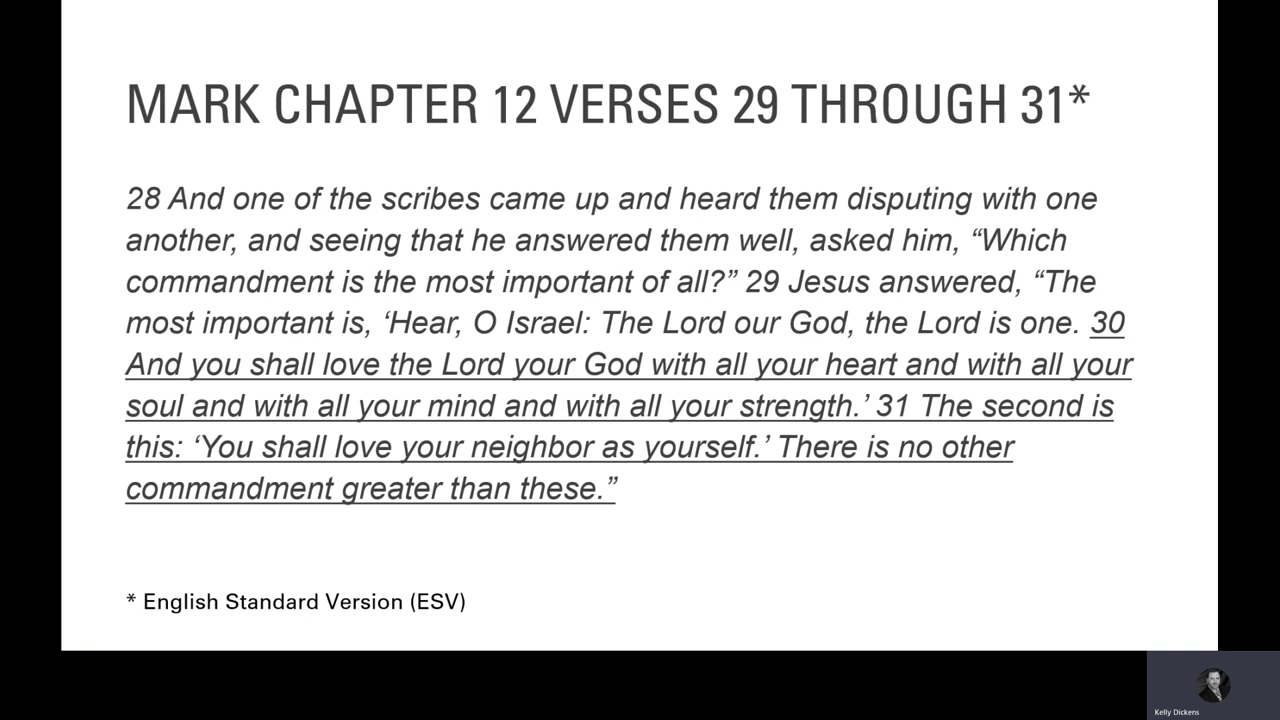 MARK CHAPTER 12 VERSES 29 THROUGH 31*
28 And one of the scribes came up and heard them disputing with one
another, and seeing that he answered them well, asked him, “Which
commandment is the most important of all?” 29 Jesus answered, “The
most important is, ‘Hear, O Israel: The Lord our God, the Lord is one. 30
And you shall love the Lord your God with all your heart and with all your
soul and with all your mind and with all your strength.’ 31 The second is
this: ‘You shall love your neighbor as yourself.’ There is no other
commandment greater than these.”
* English Standard Version (ESV)
Kelly Dickens